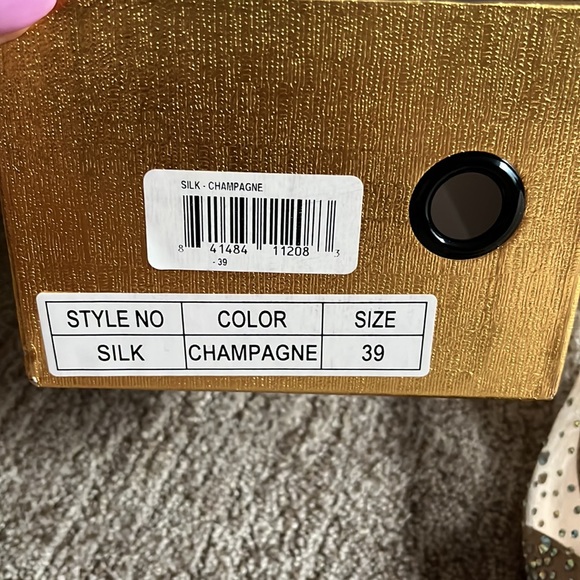 SILK - CHAMPAGNE
8 41484 11208 3
- 39
STYLE NO COLOR SIZE
SILK CHAMPAGNE 39